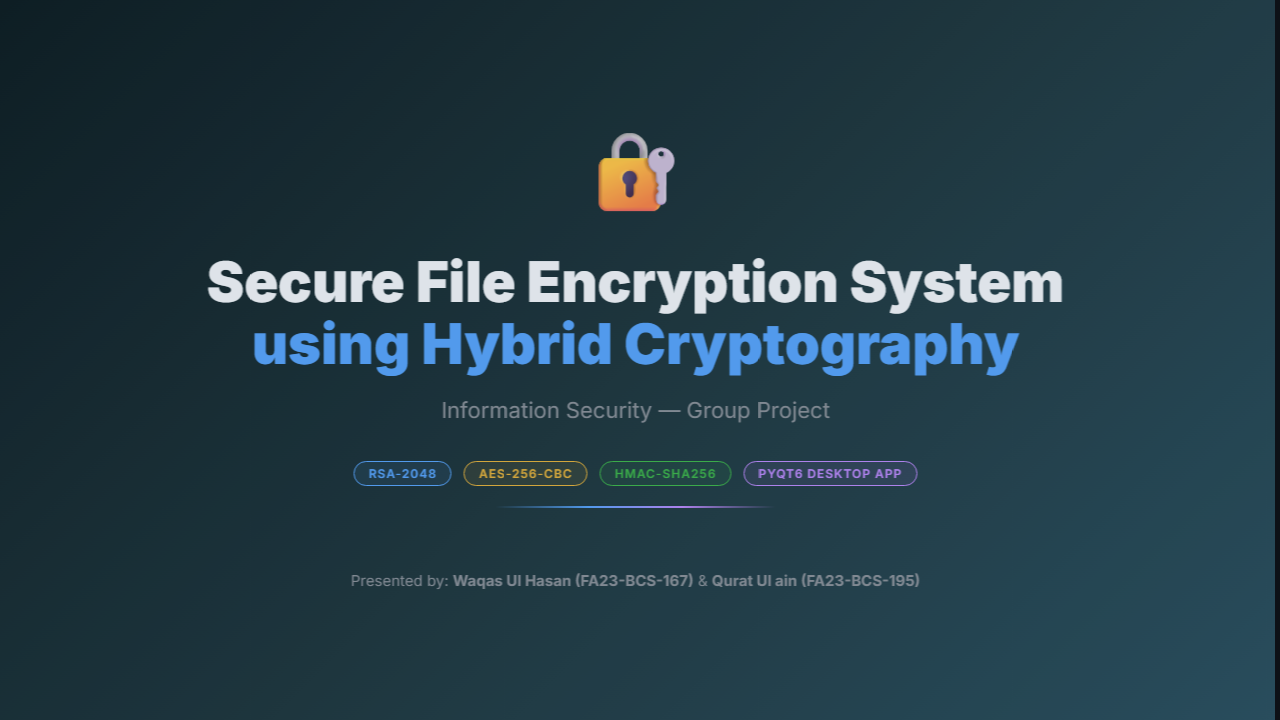 Secure File Encryption System
using Hybrid Cryptography
Information Security — Group Project
RSA-2048 AES-256-CBC HMAC-SHA256 PYQT6 DESKTOP APP
Presented by: Waqas Ul Hasan (FA23-BCS-167) & Qurat Ul ain (FA23-BCS-195)